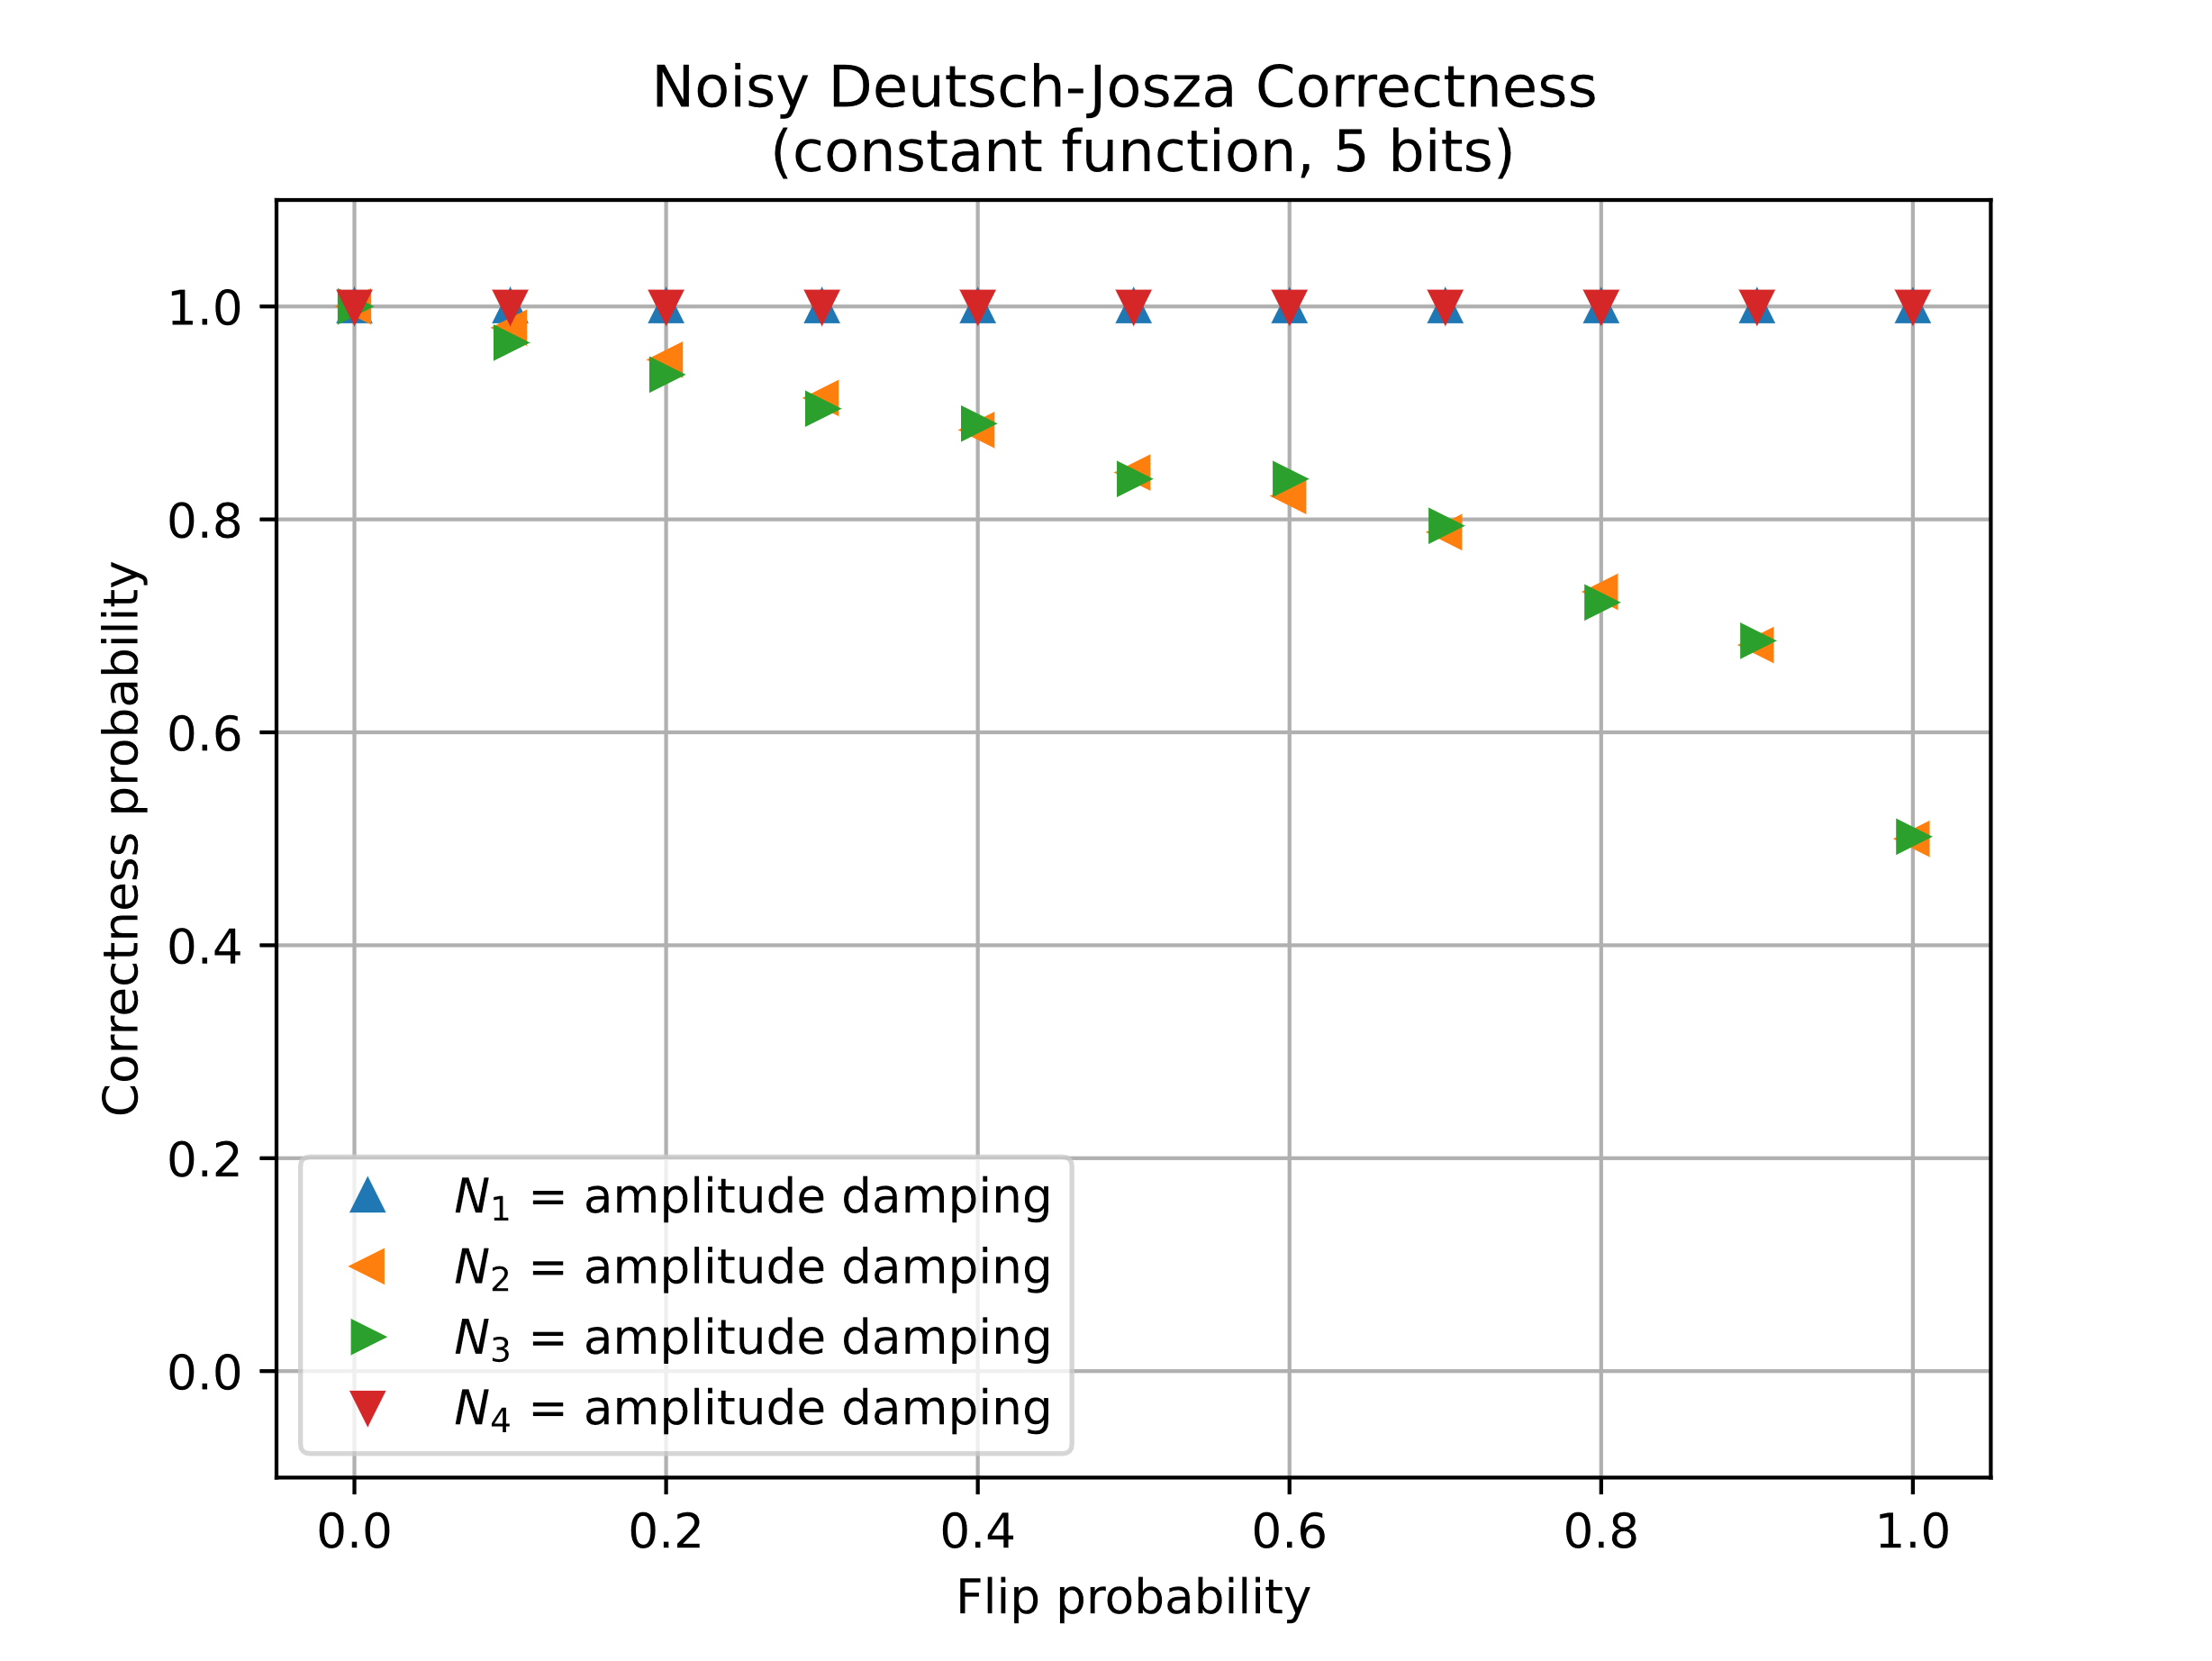 Noisy Deutsch-Josza Correctness
(constant function, 5 bits)
1.0
0.8
0.6
0.4
0.2
0.0
Correctness probability
N₁ = amplitude damping
N₂ = amplitude damping
N₃ = amplitude damping
N₄ = amplitude damping
0.0 0.2 0.4 0.6 0.8 1.0
Flip probability